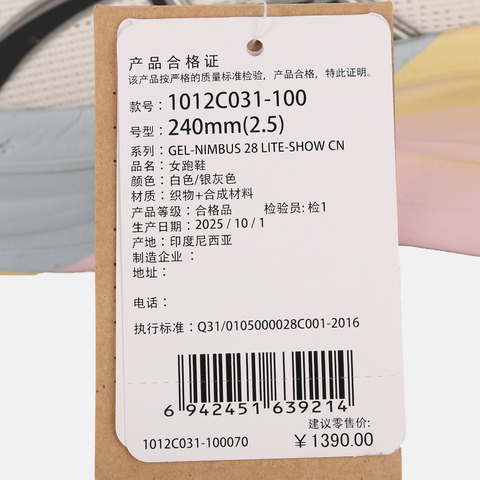 产品合格证
该产品按严格的质量标准检验，产品合格，特此证明。
款号：1012C031-100
号型：240mm(2.5)
系列：GEL-NIMBUS 28 LITE-SHOW CN
品名：女跑鞋
颜色：白色/银灰色
材质：织物+合成材料
产品等级：合格品 检验员：检1
生产日期：2025 / 10 / 1
产地：印度尼西亚
制造企业：
地址：
电话：
执行标准：Q31/0105000028C001-2016
6 942451 639214
建议零售价:
1012C031-100070 ￥1390.00